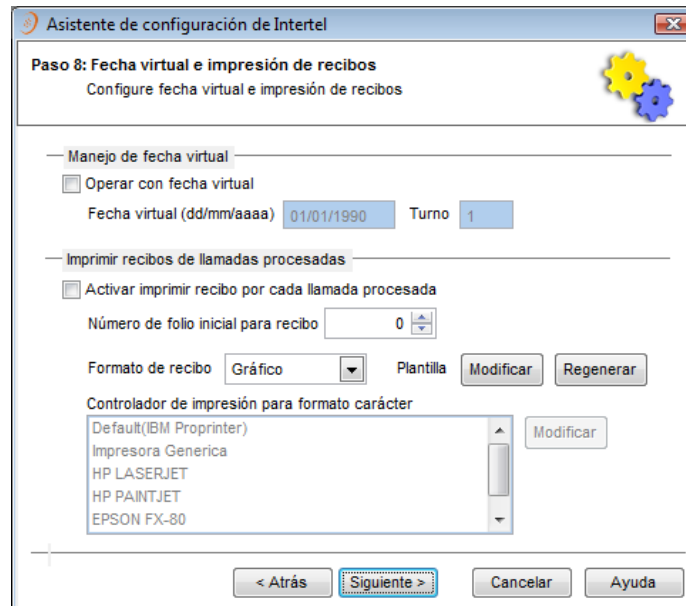 Asistente de configuración de Intertel
Paso 8: Fecha virtual e impresión de recibos
Configure fecha virtual e impresión de recibos
Manejo de fecha virtual
Operar con fecha virtual
Fecha virtual (dd/mm/aaaa) 01/01/1990 Turno 1
Imprimir recibos de llamadas procesadas
Activar imprimir recibo por cada llamada procesada
Número de folio inicial para recibo 0
Formato de recibo Gráfico Plantilla Modificar Regenerar
Controlador de impresión para formato carácter
Default(IBM Proprinter) Modificar
Impresora Generica
HP LASERJET
HP PAINTJET
EPSON FX-80
< Atrás Siguiente > Cancelar Ayuda